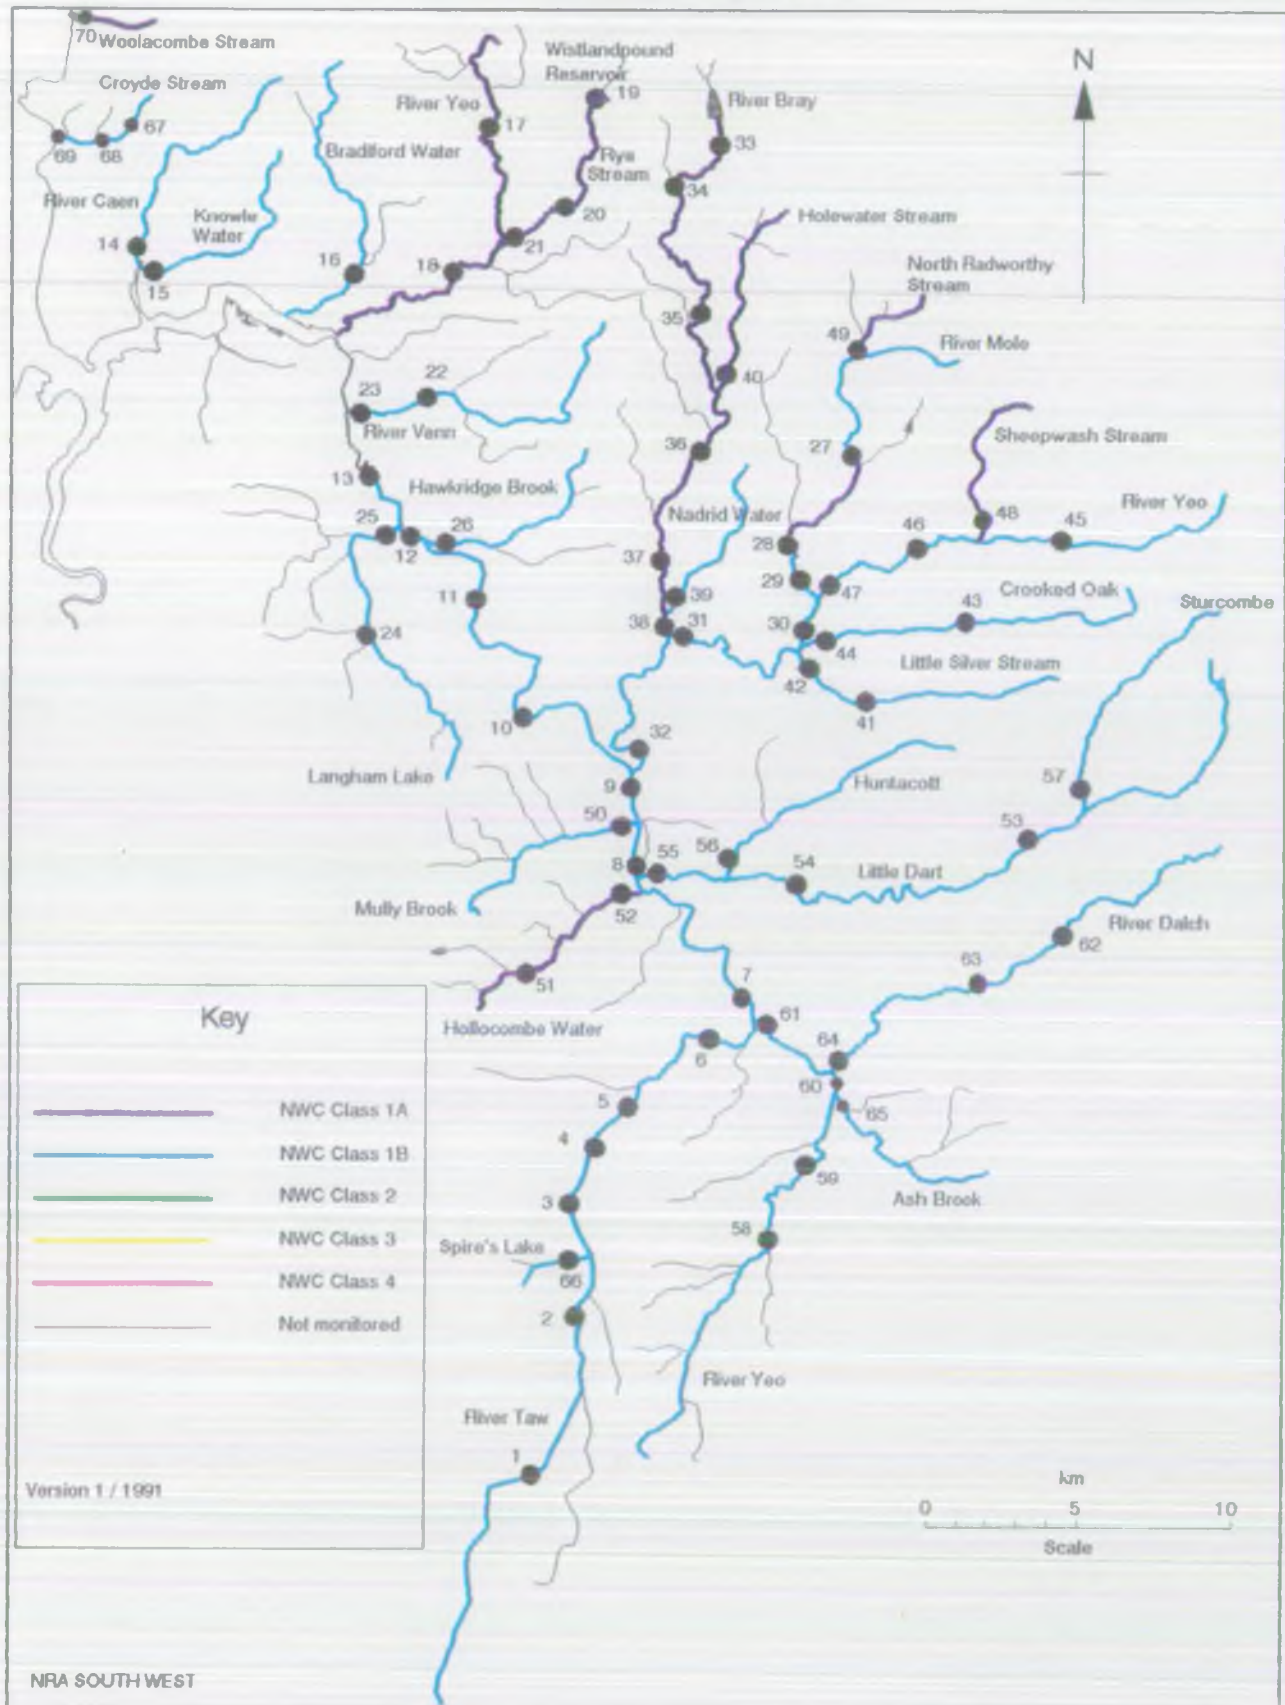 70 Woolacombe Stream
Croyde Stream
67
69
68
River Caen
14
15
Knowle
Water
Bradiford Water
16
River Yeo
17
Wistlandpound
Reservoir
19
Rye
Stream
20
21
18
River Bray
33
34
Holewater Stream
N
North Radworthy
Stream
35
49
River Mole
40
23
22
River Venn
36
27
Sheepwash Stream
13
Hawkridge Brook
Nadrid Water
River Yeo
25
12
26
28
46
48
45
37
29
47
11
39
Crooked Oak
43
Sturcombe
24
38
31
30
44
Little Silver Stream
42
41
10
32
Langham Lake
9
Huntacott
57
50
53
56
8
55
54
Little Dart
Mully Brook
52
River Dalch
62
51
7
63
Hollocombe Water
61
6
64
60
5
65
4
59
Ash Brook
3
58
Spire's Lake
66
2
River Yeo
River Taw
1
Key
NWC Class 1A
NWC Class 1B
NWC Class 2
NWC Class 3
NWC Class 4
Not monitored
Version 1 / 1991
km
0 5 10
Scale
NRA SOUTH WEST